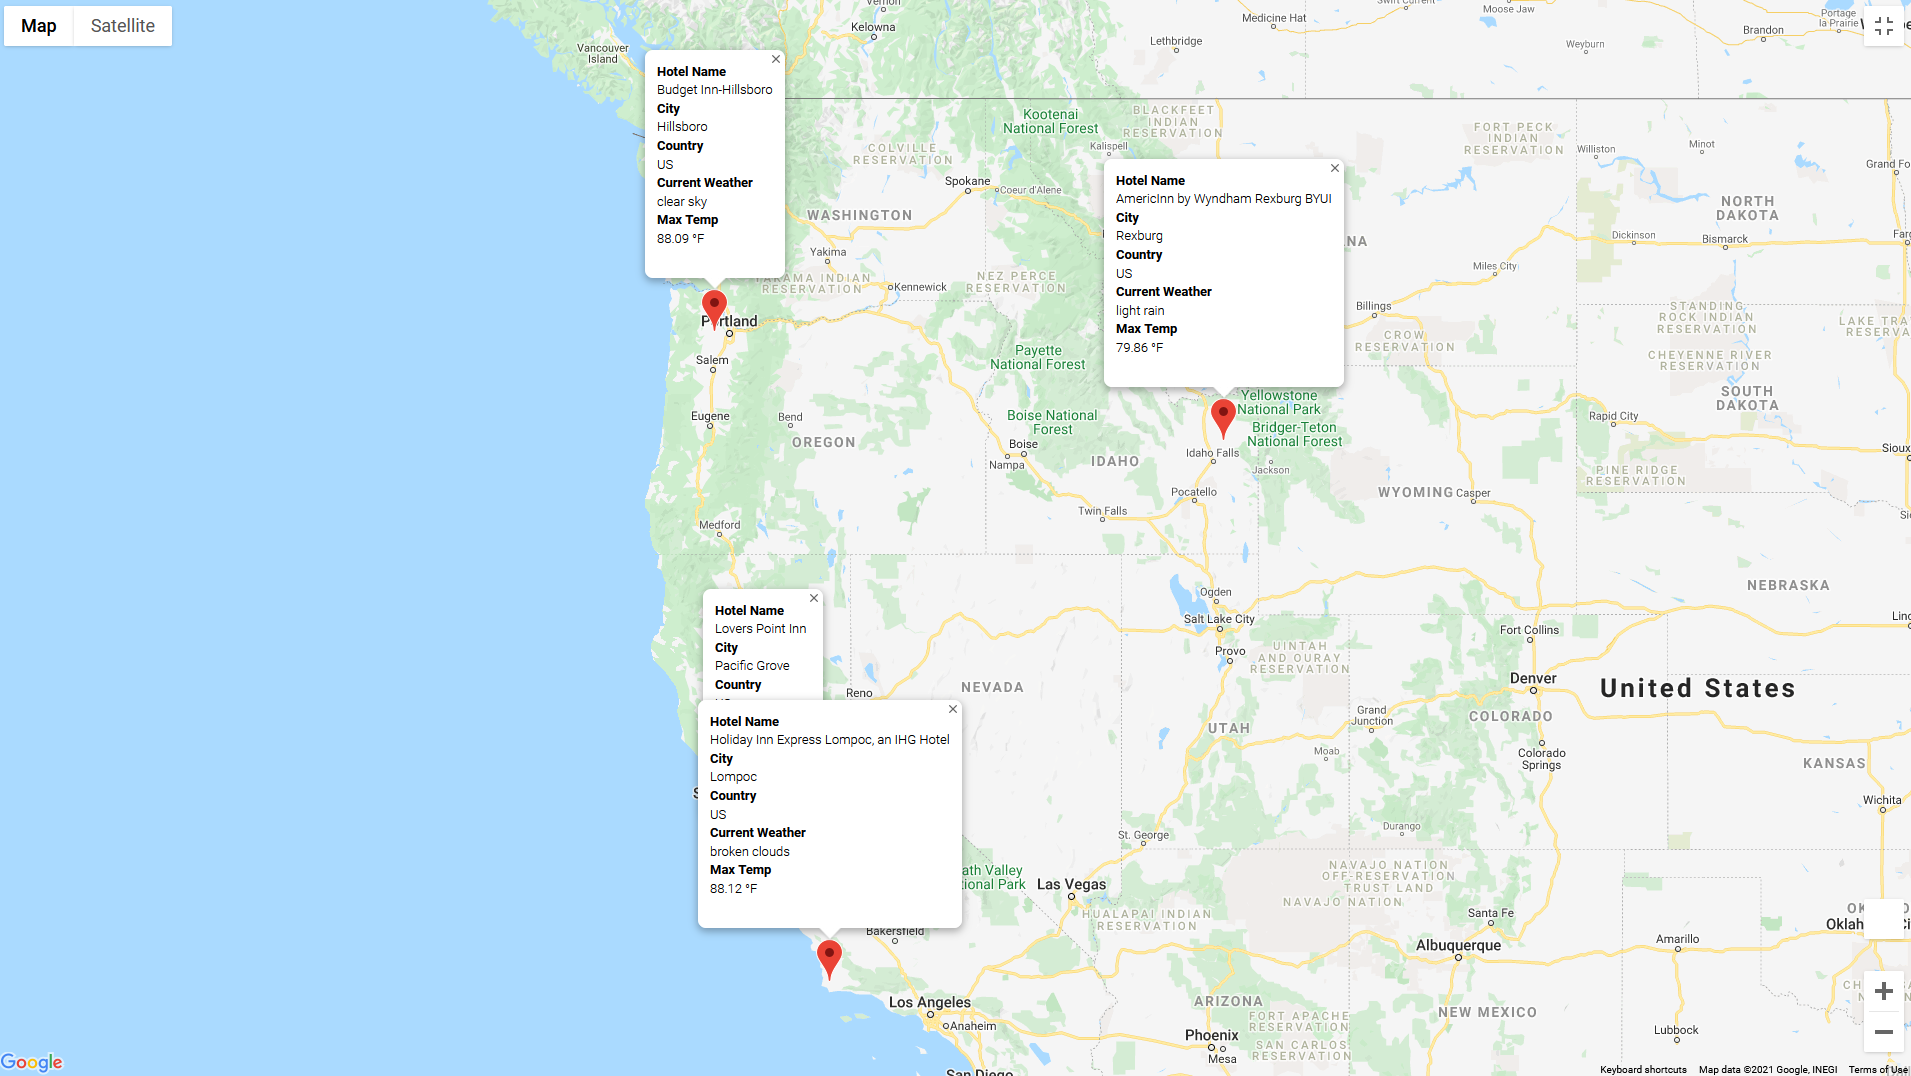 Map
Satellite
Vernon
Kelowna
Vancouver
Island
Medicine Hat
Swift Current
Moose Jaw
Lethbridge
Weyburn
Brandon
Portage
la Prairie
Hotel Name
Budget Inn-Hillsboro
City
Hillsboro
Country
US
Current Weather
clear sky
Max Temp
88.09 °F
Kootenai
National Forest
BLACKFEET
INDIAN
RESERVATION
Kalispell
COLVILLE
RESERVATION
Spokane
Coeur d'Alene
WASHINGTON
Yakima
YAKAMA INDIAN
RESERVATION
Kennewick
NEZ PERCE
RESERVATION
FORT PECK
INDIAN
RESERVATION
Williston
Minot
Grand Fo
NORTH
DAKOTA
Dickinson
Bismarck
Far
Hotel Name
AmericInn by Wyndham Rexburg BYUI
City
Rexburg
Country
US
Current Weather
light rain
Max Temp
79.86 °F
NA
Miles City
Billings
CROW
RESERVATION
STANDING
ROCK INDIAN
RESERVATION
LAKE TRA
RESERVA
CHEYENNE RIVER
RESERVATION
SOUTH
DAKOTA
Rapid City
Sioux
PINE RIDGE
RESERVATION
Portland
Salem
Eugene
Bend
OREGON
Medford
Payette
National Forest
Boise National
Forest
Boise
Nampa
IDAHO
Yellowstone
National Park
Bridger-Teton
National Forest
Idaho Falls
Jackson
Pocatello
Twin Falls
WYOMING
Casper
Si
NEBRASKA
Linc
Ogden
Salt Lake City
Provo
UINTAH
AND OURAY
RESERVATION
Fort Collins
Denver
United States
COLORADO
Grand
Junction
UTAH
Moab
Colorado
Springs
KANSAS
Wichita
Hotel Name
Lovers Point Inn
City
Pacific Grove
Country
Reno
NEVADA
Hotel Name
Holiday Inn Express Lompoc, an IHG Hotel
City
Lompoc
Country
US
Current Weather
broken clouds
Max Temp
88.12 °F
St. George
Durango
ath Valley
ional Park
Las Vegas
NAVAJO NATION
OFF-RESERVATION
TRUST LAND
NAVAJO NATION
HUALAPAI INDIAN
RESERVATION
Santa Fe
Albuquerque
Amarillo
Bakersfield
Los Angeles
Anaheim
San Diego
ARIZONA
FORT APACHE
RESERVATION
SAN CARLOS
RESERVATION
Phoenix
Mesa
NEW MEXICO
Lubbock
Google
Keyboard shortcuts
Map data ©2021 Google, INEGI
Terms of Use